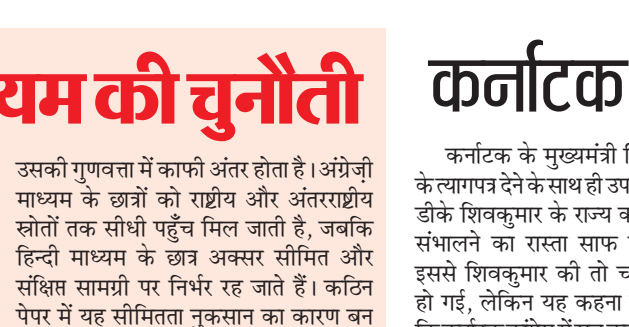 यम की चुनौती
उसकी गुणवत्ता में काफी अंतर होता है। अंग्रेजी
माध्यम के छात्रों को राष्ट्रीय और अंतरराष्ट्रीय
स्रोतों तक सीधी पहुँच मिल जाती है, जबकि
हिन्दी माध्यम के छात्र अक्सर सीमित और
संक्षिप्त सामग्री पर निर्भर रह जाते हैं। कठिन
पेपर में यह सीमितता नुकसान का कारण बन
कर्नाटक
कर्नाटक के मुख्यमंत्री
के त्यागपत्र देने के साथ ही उप
डीके शिवकुमार के राज्य
संभालने का रास्ता साफ
इससे शिवकुमार की तो
हो गई, लेकिन यह कहना